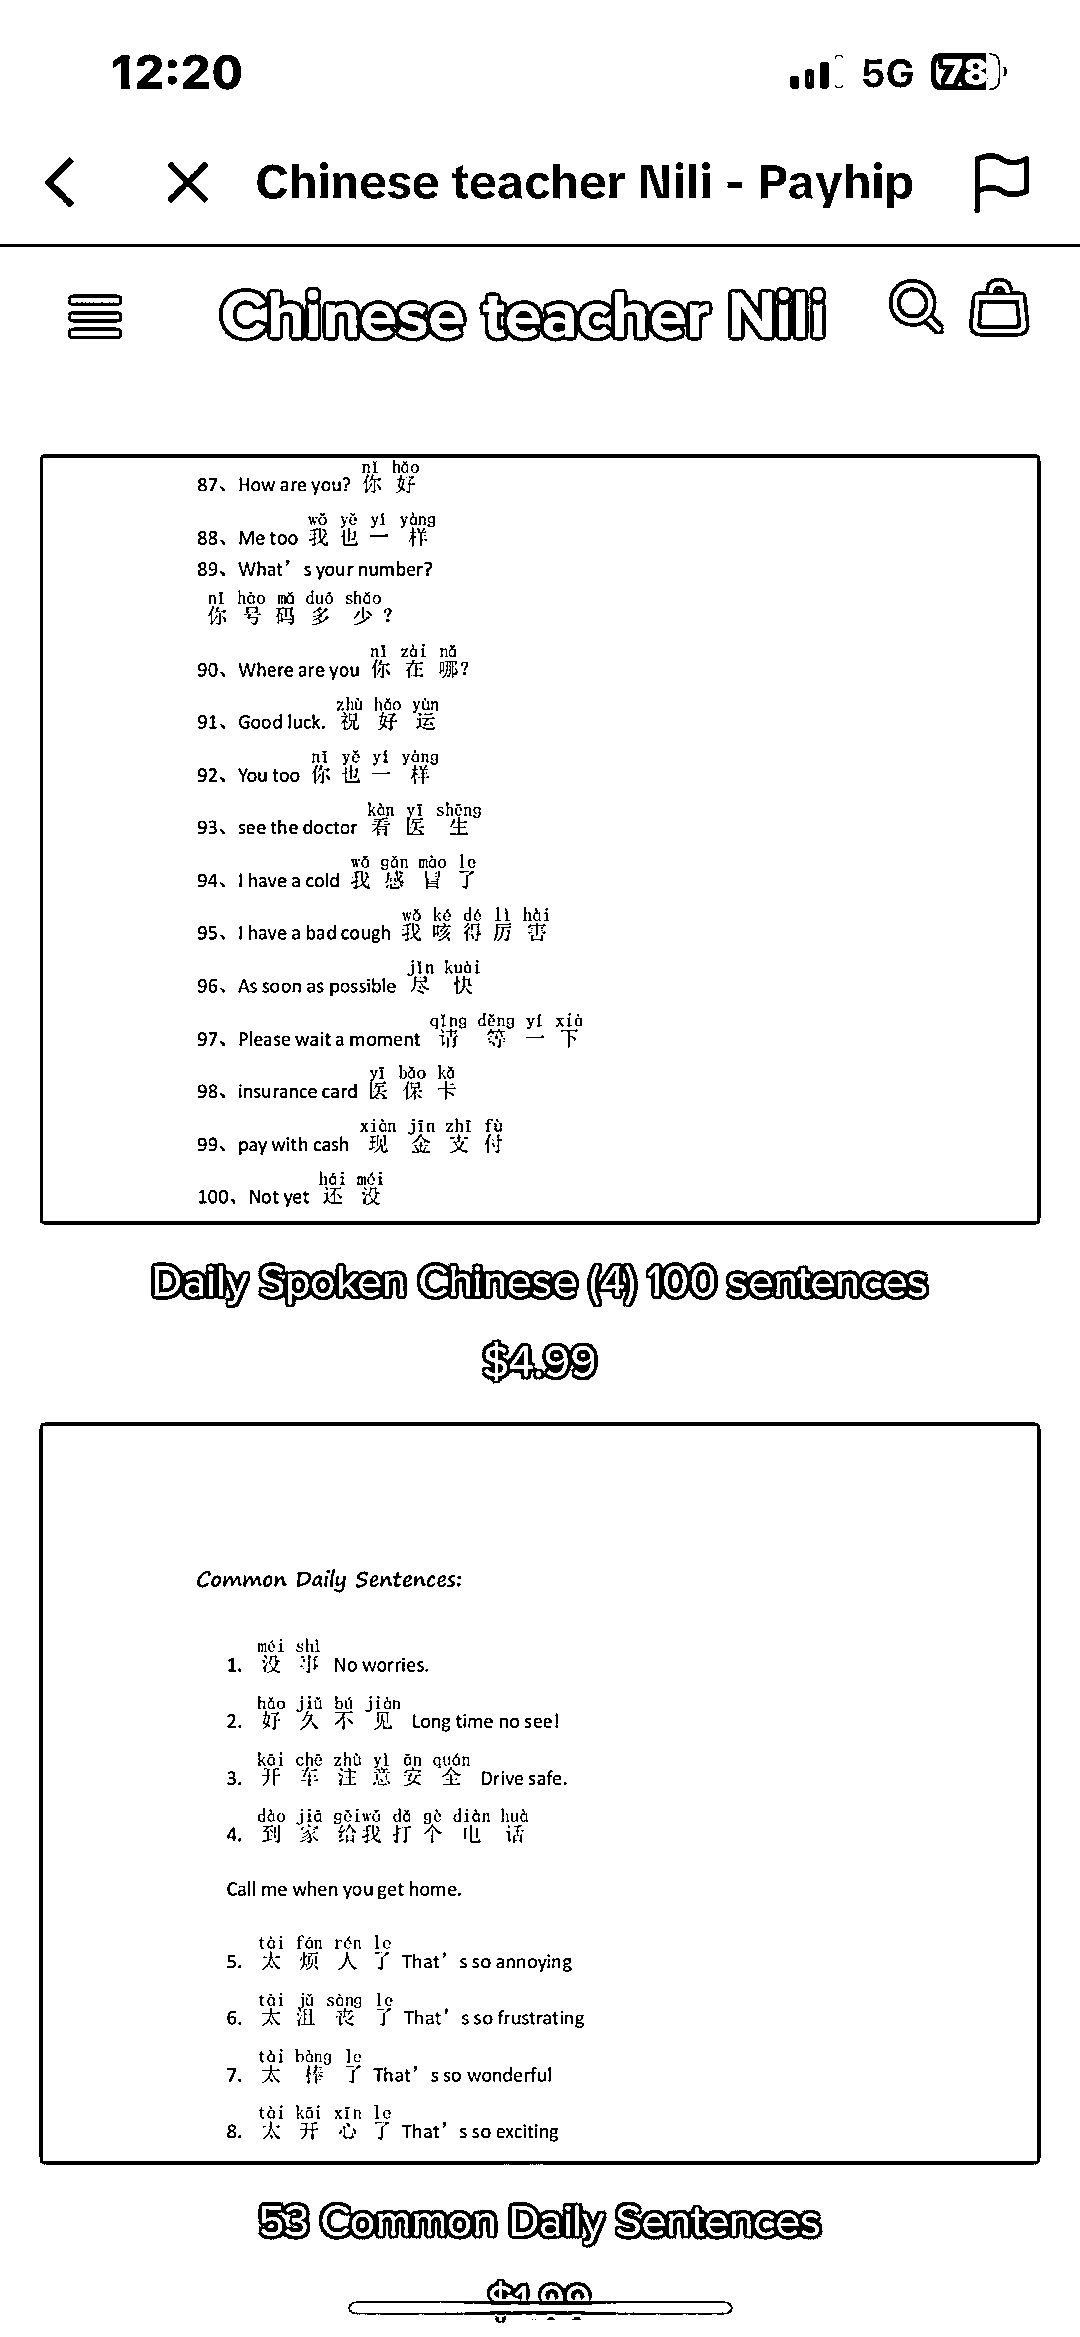 12:20 5G 78
Chinese teacher Nili - Payhip
Chinese teacher Nili
nǐ hǎo
87、How are you? 你 好
wǒ yě yí yàng
88、Me too 我 也 一 样
89、What's your number?
nǐ hào mǎ duō shǎo
你 号 码 多 少 ?
nǐ zài nǎ
90、Where are you 你 在 哪?
zhù hǎo yùn
91、Good luck. 祝 好 运
nǐ yě yí yàng
92、You too 你 也 一 样
kàn yī shēng
93、see the doctor 看 医 生
wǒ gǎn mào le
94、I have a cold 我 感 冒 了
wǒ ké dé lì hài
95、I have a bad cough 我 咳 得 厉 害
jǐn kuài
96、As soon as possible 尽 快
qǐng děng yí xià
97、Please wait a moment 请 等 一 下
yī bǎo kǎ
98、insurance card 医 保 卡
xiàn jīn zhī fù
99、pay with cash 现 金 支 付
hái méi
100、Not yet 还 没
Daily Spoken Chinese (4) 100 sentences
$4.99
Common Daily Sentences:
méi shì
1. 没 事 No worries.
hǎo jiǔ bú jiàn
2. 好 久 不 见 Long time no see!
kāi chē zhù yì ān quán
3. 开 车 注 意 安 全 Drive safe.
dào jiā gěi wǒ dǎ gè diàn huà
4. 到 家 给 我 打 个 电 话
Call me when you get home.
tài fán rén le
5. 太 烦 人 了 That's so annoying
tài jǔ sàng le
6. 太 沮 丧 了 That's so frustrating
tài bàng le
7. 太 棒 了 That's so wonderful
tài kāi xīn le
8. 太 开 心 了 That's so exciting
53 Common Daily Sentences